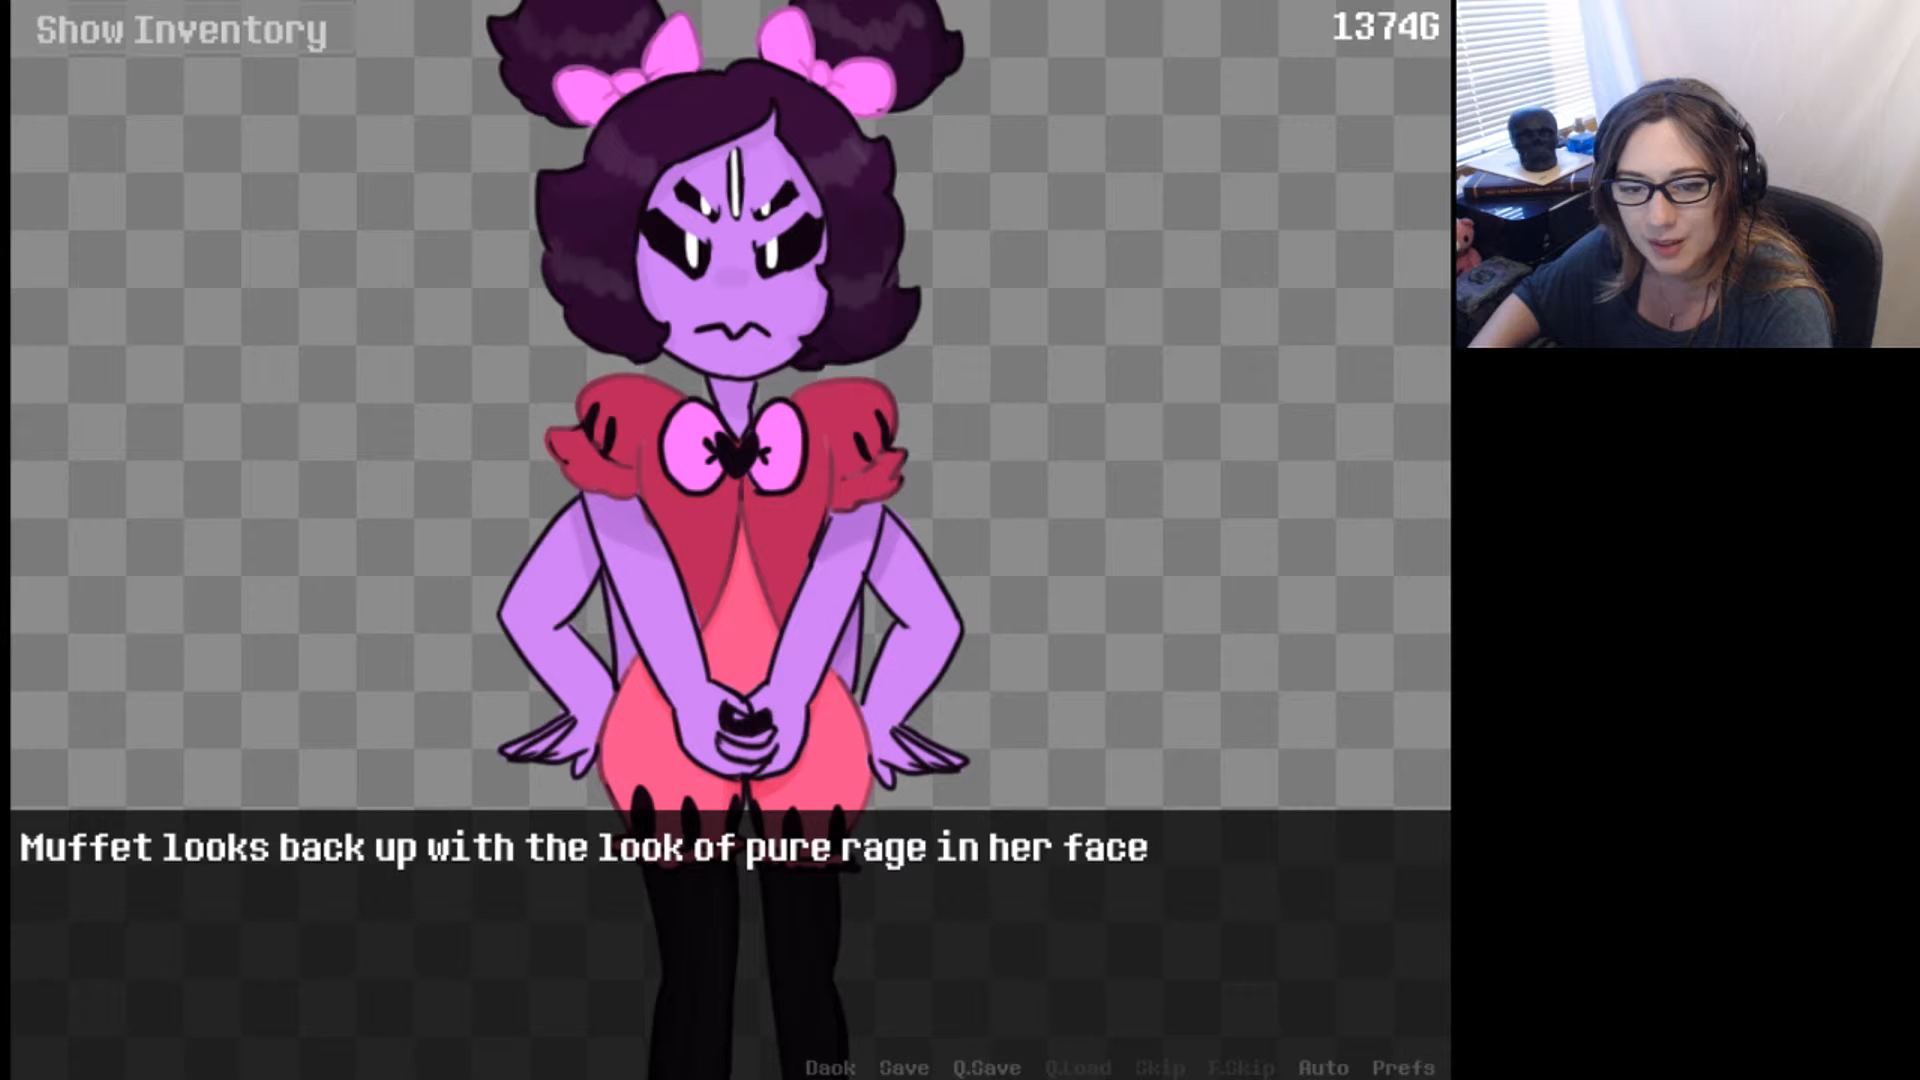 Show Inventory
1374G
Muffet looks back up with the look of pure rage in her face
Back Save Q.Save Q.Load Skip F.Skip Auto Prefs